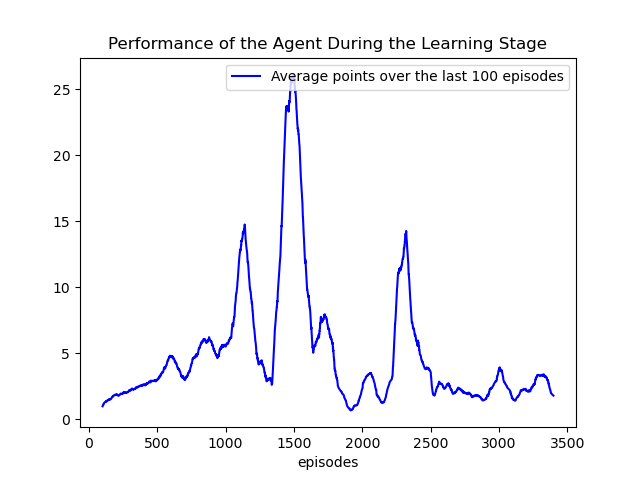 Performance of the Agent During the Learning Stage
Average points over the last 100 episodes
25
20
15
10
5
0
0 500 1000 1500 2000 2500 3000 3500
episodes